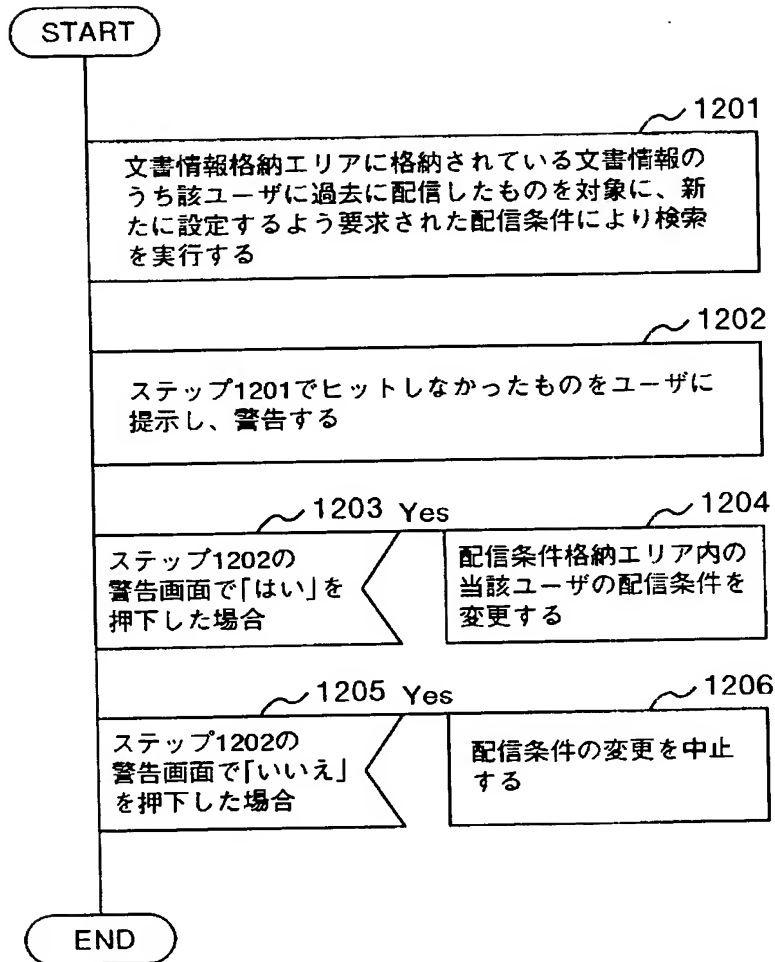 START
1201
文書情報格納エリアに格納されている文書情報の
うち該ユーザに過去に配信したものを対象に、新
たに設定するよう要求された配信条件により検索
を実行する
1202
ステップ1201でヒットしなかったものをユーザに
提示し、警告する
1203 Yes
ステップ1202の
警告画面で「はい」を
押下した場合
1204
配信条件格納エリア内の
当該ユーザの配信条件を
変更する
1205 Yes
ステップ1202の
警告画面で「いいえ」
を押下した場合
1206
配信条件の変更を中止
する
END